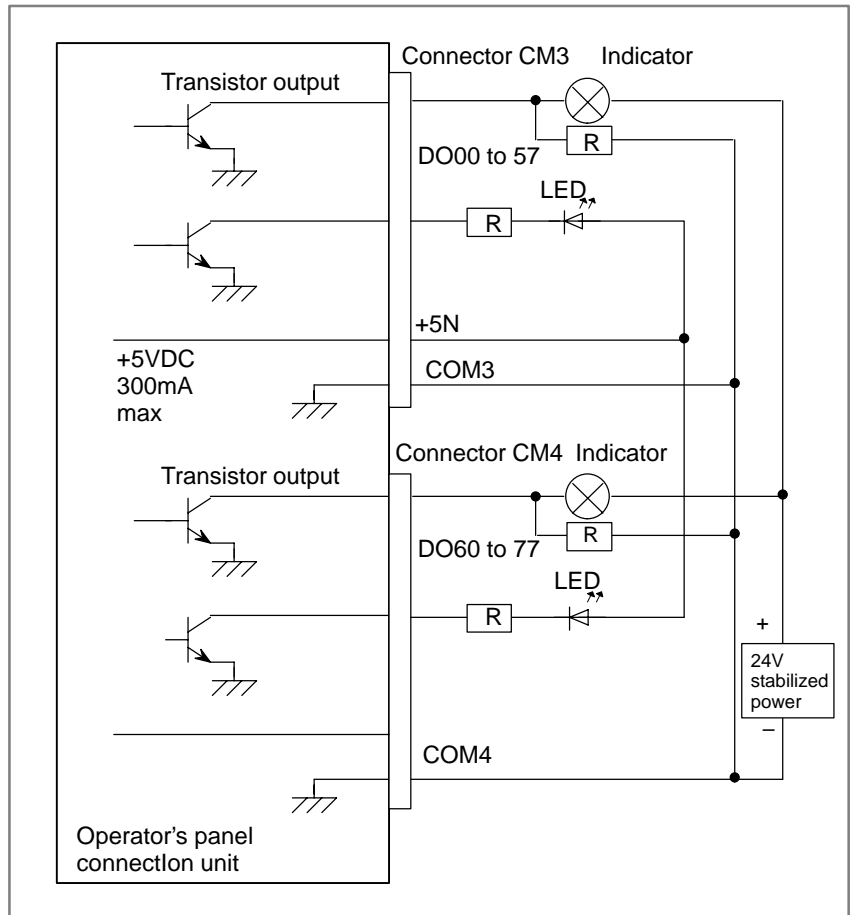 Connector CM3
Indicator
Transistor output
R
DO00 to 57
LED
R
+5N
+5VDC
300mA
max
COM3
Connector CM4
Indicator
Transistor output
R
DO60 to 77
LED
R
+
24V
stabilized
power
–
COM4
Operator's panel
connectIon unit